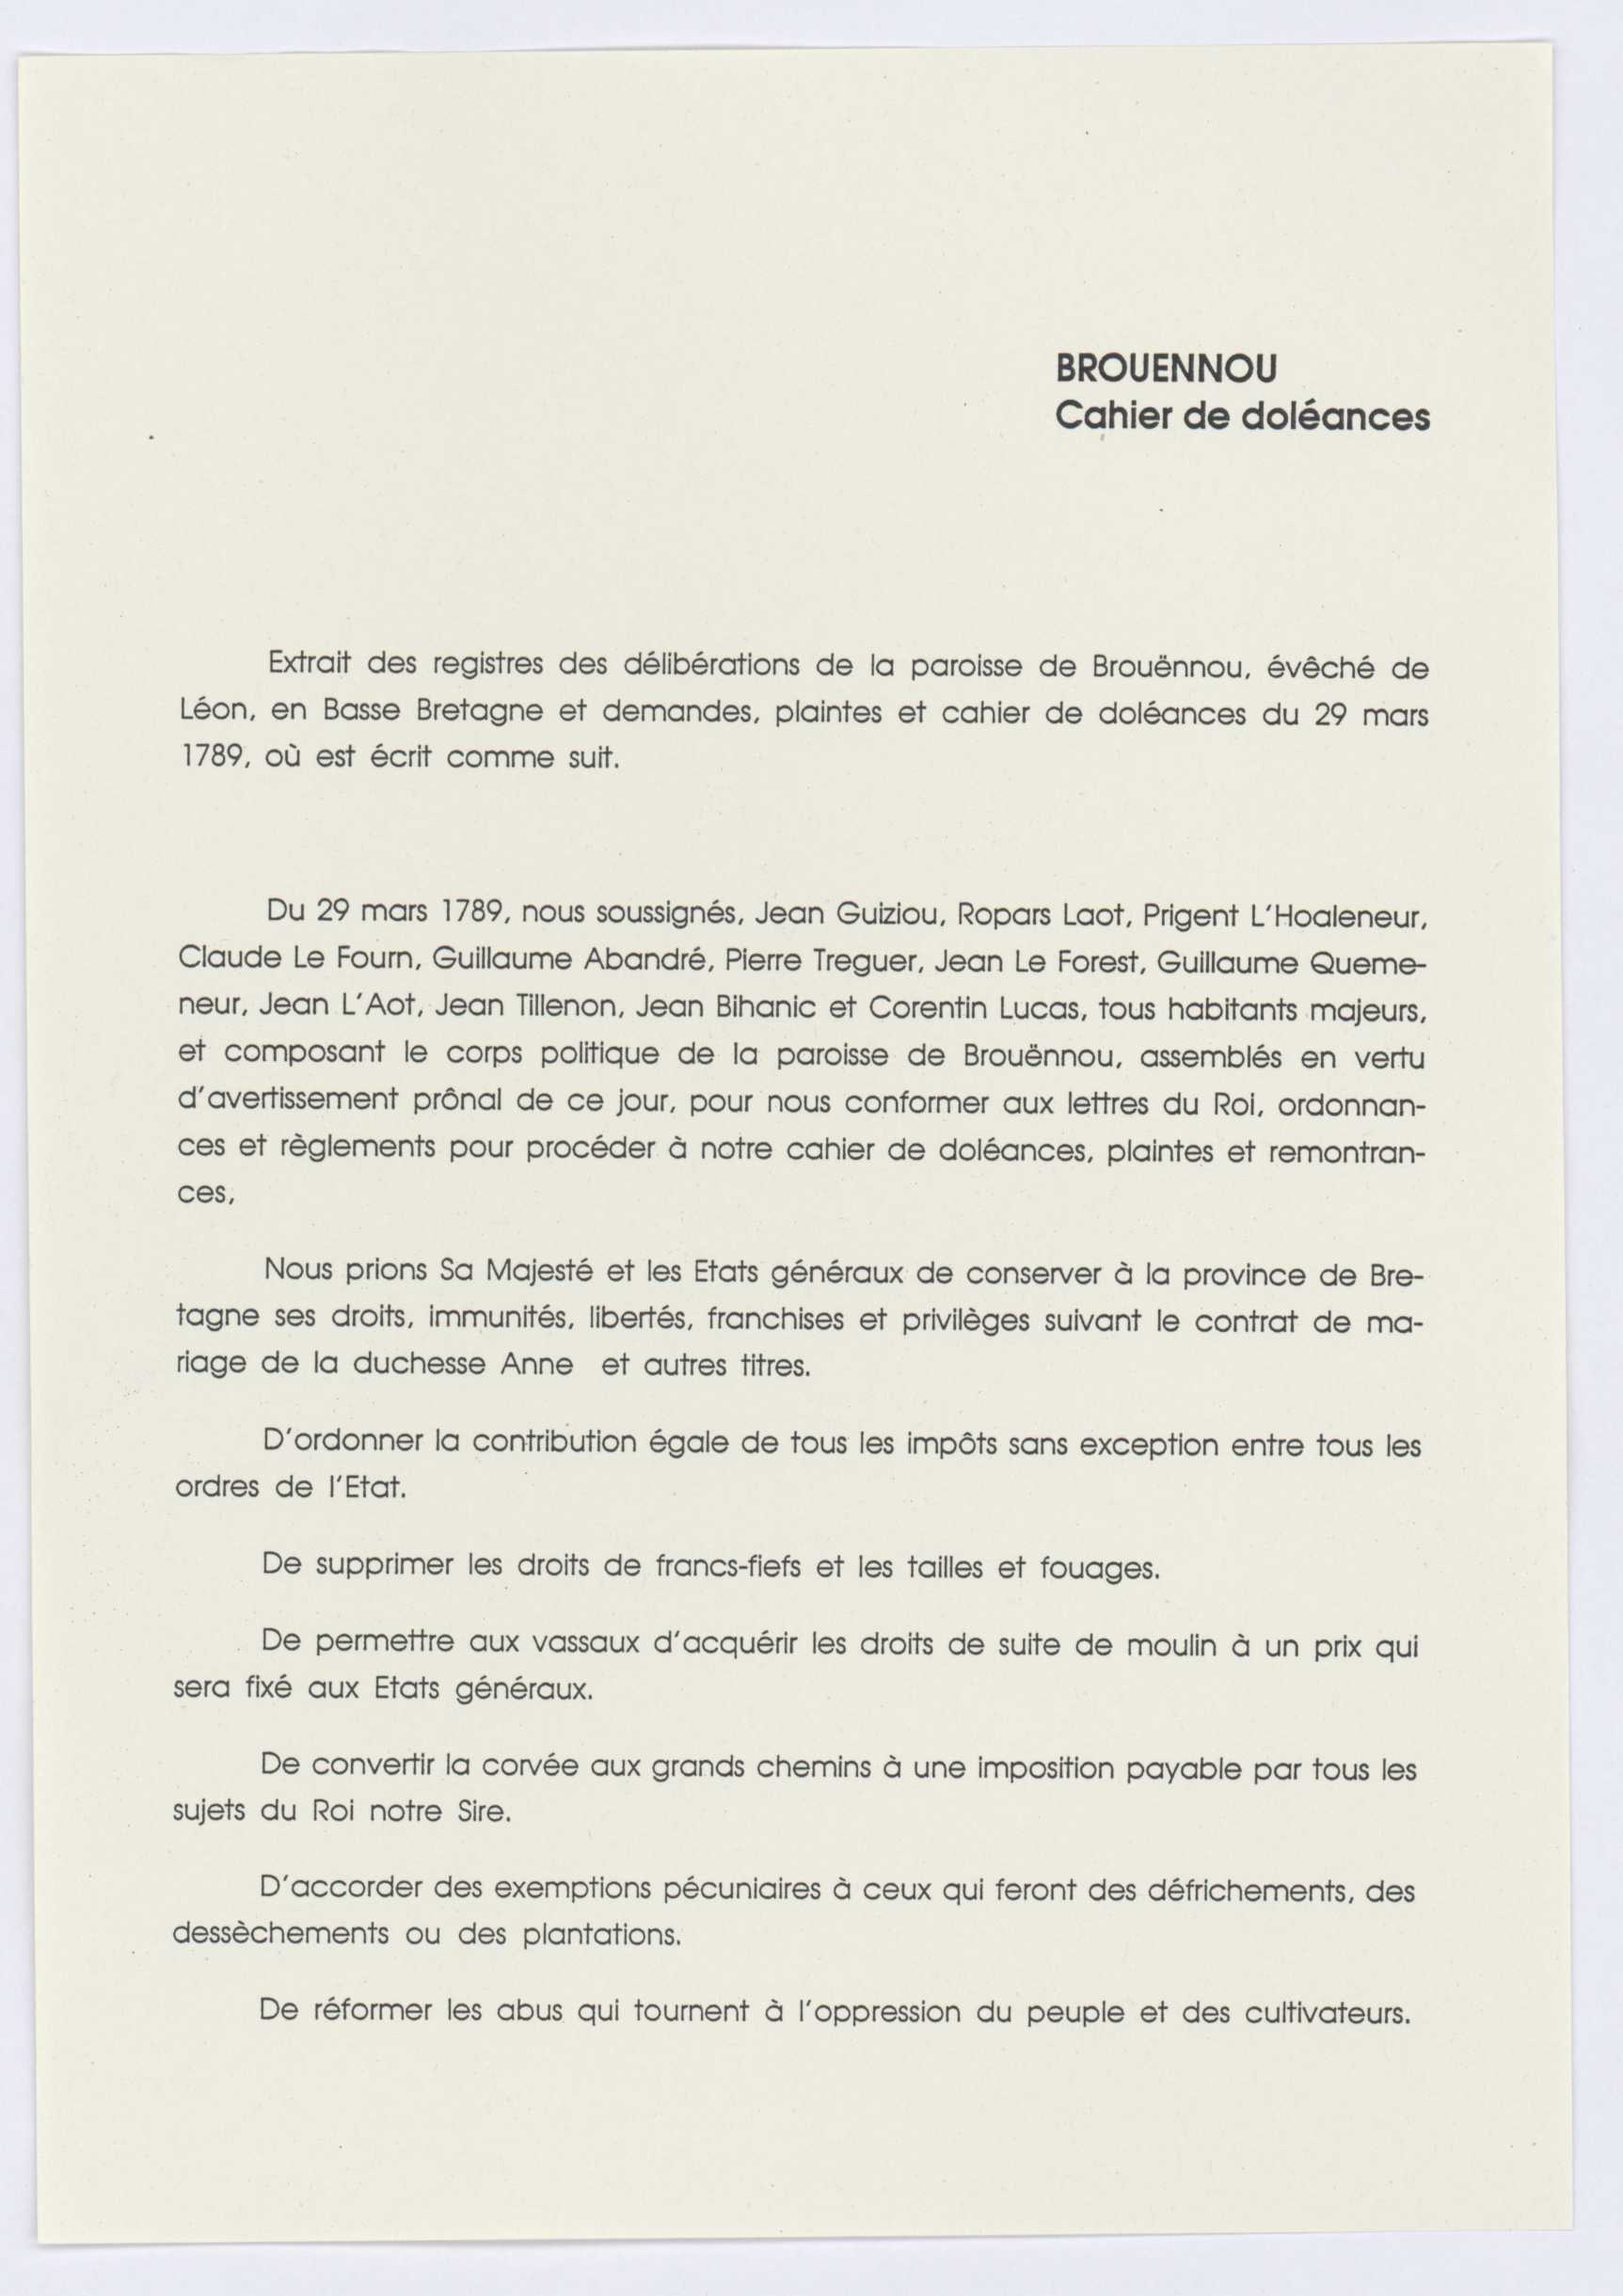 BROUENNOU
Cahier de doléances
Extrait des registres des délibérations de la paroisse de Brouënnou, évêché de
Léon, en Basse Bretagne et demandes, plaintes et cahier de doléances du 29 mars
1789, où est écrit comme suit.
Du 29 mars 1789, nous soussignés, Jean Guiziou, Ropars Laot, Prigent L'Hoaleneur,
Claude Le Fourn, Guillaume Abandré, Pierre Treguer, Jean Le Forest, Guillaume Queme-
neur, Jean L'Aot, Jean Tillenon, Jean Bihanic et Corentin Lucas, tous habitants majeurs,
et composant le corps politique de la paroisse de Brouënnou, assemblés en vertu
d'avertissement prônal de ce jour, pour nous conformer aux lettres du Roi, ordonnan-
ces et règlements pour procéder à notre cahier de doléances, plaintes et remontran-
ces,
Nous prions Sa Majesté et les Etats généraux de conserver à la province de Bre-
tagne ses droits, immunités, libertés, franchises et privilèges suivant le contrat de ma-
riage de la duchesse Anne et autres titres.
D'ordonner la contribution égale de tous les impôts sans exception entre tous les
ordres de l'Etat.
De supprimer les droits de francs-fiefs et les tailles et fouages.
De permettre aux vassaux d'acquérir les droits de suite de moulin à un prix qui
sera fixé aux Etats généraux.
De convertir la corvée aux grands chemins à une imposition payable par tous les
sujets du Roi notre Sire.
D'accorder des exemptions pécuniaires à ceux qui feront des défrichements, des
dessèchements ou des plantations.
De réformer les abus qui tournent à l'oppression du peuple et des cultivateurs.